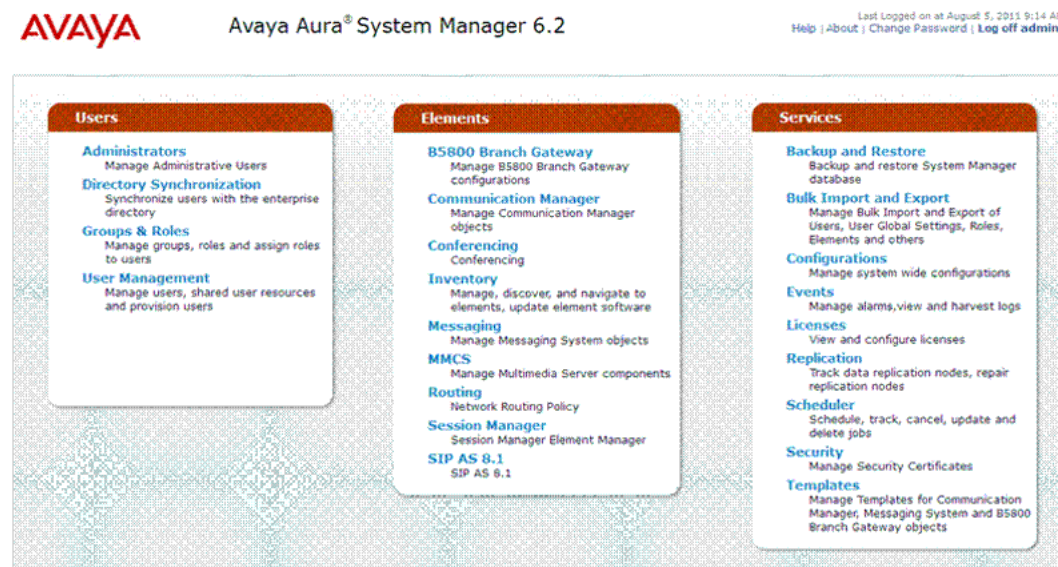 AVAYA
Avaya Aura® System Manager 6.2
Last Logged on at August 5, 2011 9:14 AM
Help | About | Change Password | Log off admin
Users
Administrators
Manage Administrative Users
Directory Synchronization
Synchronize users with the enterprise
directory
Groups & Roles
Manage groups, roles and assign roles
to users
User Management
Manage users, shared user resources
and provision users
Elements
B5800 Branch Gateway
Manage B5800 Branch Gateway
configurations
Communication Manager
Manage Communication Manager
objects
Conferencing
Conferencing
Inventory
Manage, discover, and navigate to
elements, update element software
Messaging
Manage Messaging System objects
MMCS
Manage Multimedia Server components
Routing
Network Routing Policy
Session Manager
Session Manager Element Manager
SIP AS 8.1
SIP AS 8.1
Services
Backup and Restore
Backup and restore System Manager
database
Bulk Import and Export
Manage Bulk Import and Export of
Users, User Global Settings, Roles,
Elements and others
Configurations
Manage system wide configurations
Events
Manage alarms,view and harvest logs
Licenses
View and configure licenses
Replication
Track data replication nodes, repair
replication nodes
Scheduler
Schedule, track, cancel, update and
delete jobs
Security
Manage Security Certificates
Templates
Manage Templates for Communication
Manager, Messaging System and B5800
Branch Gateway objects